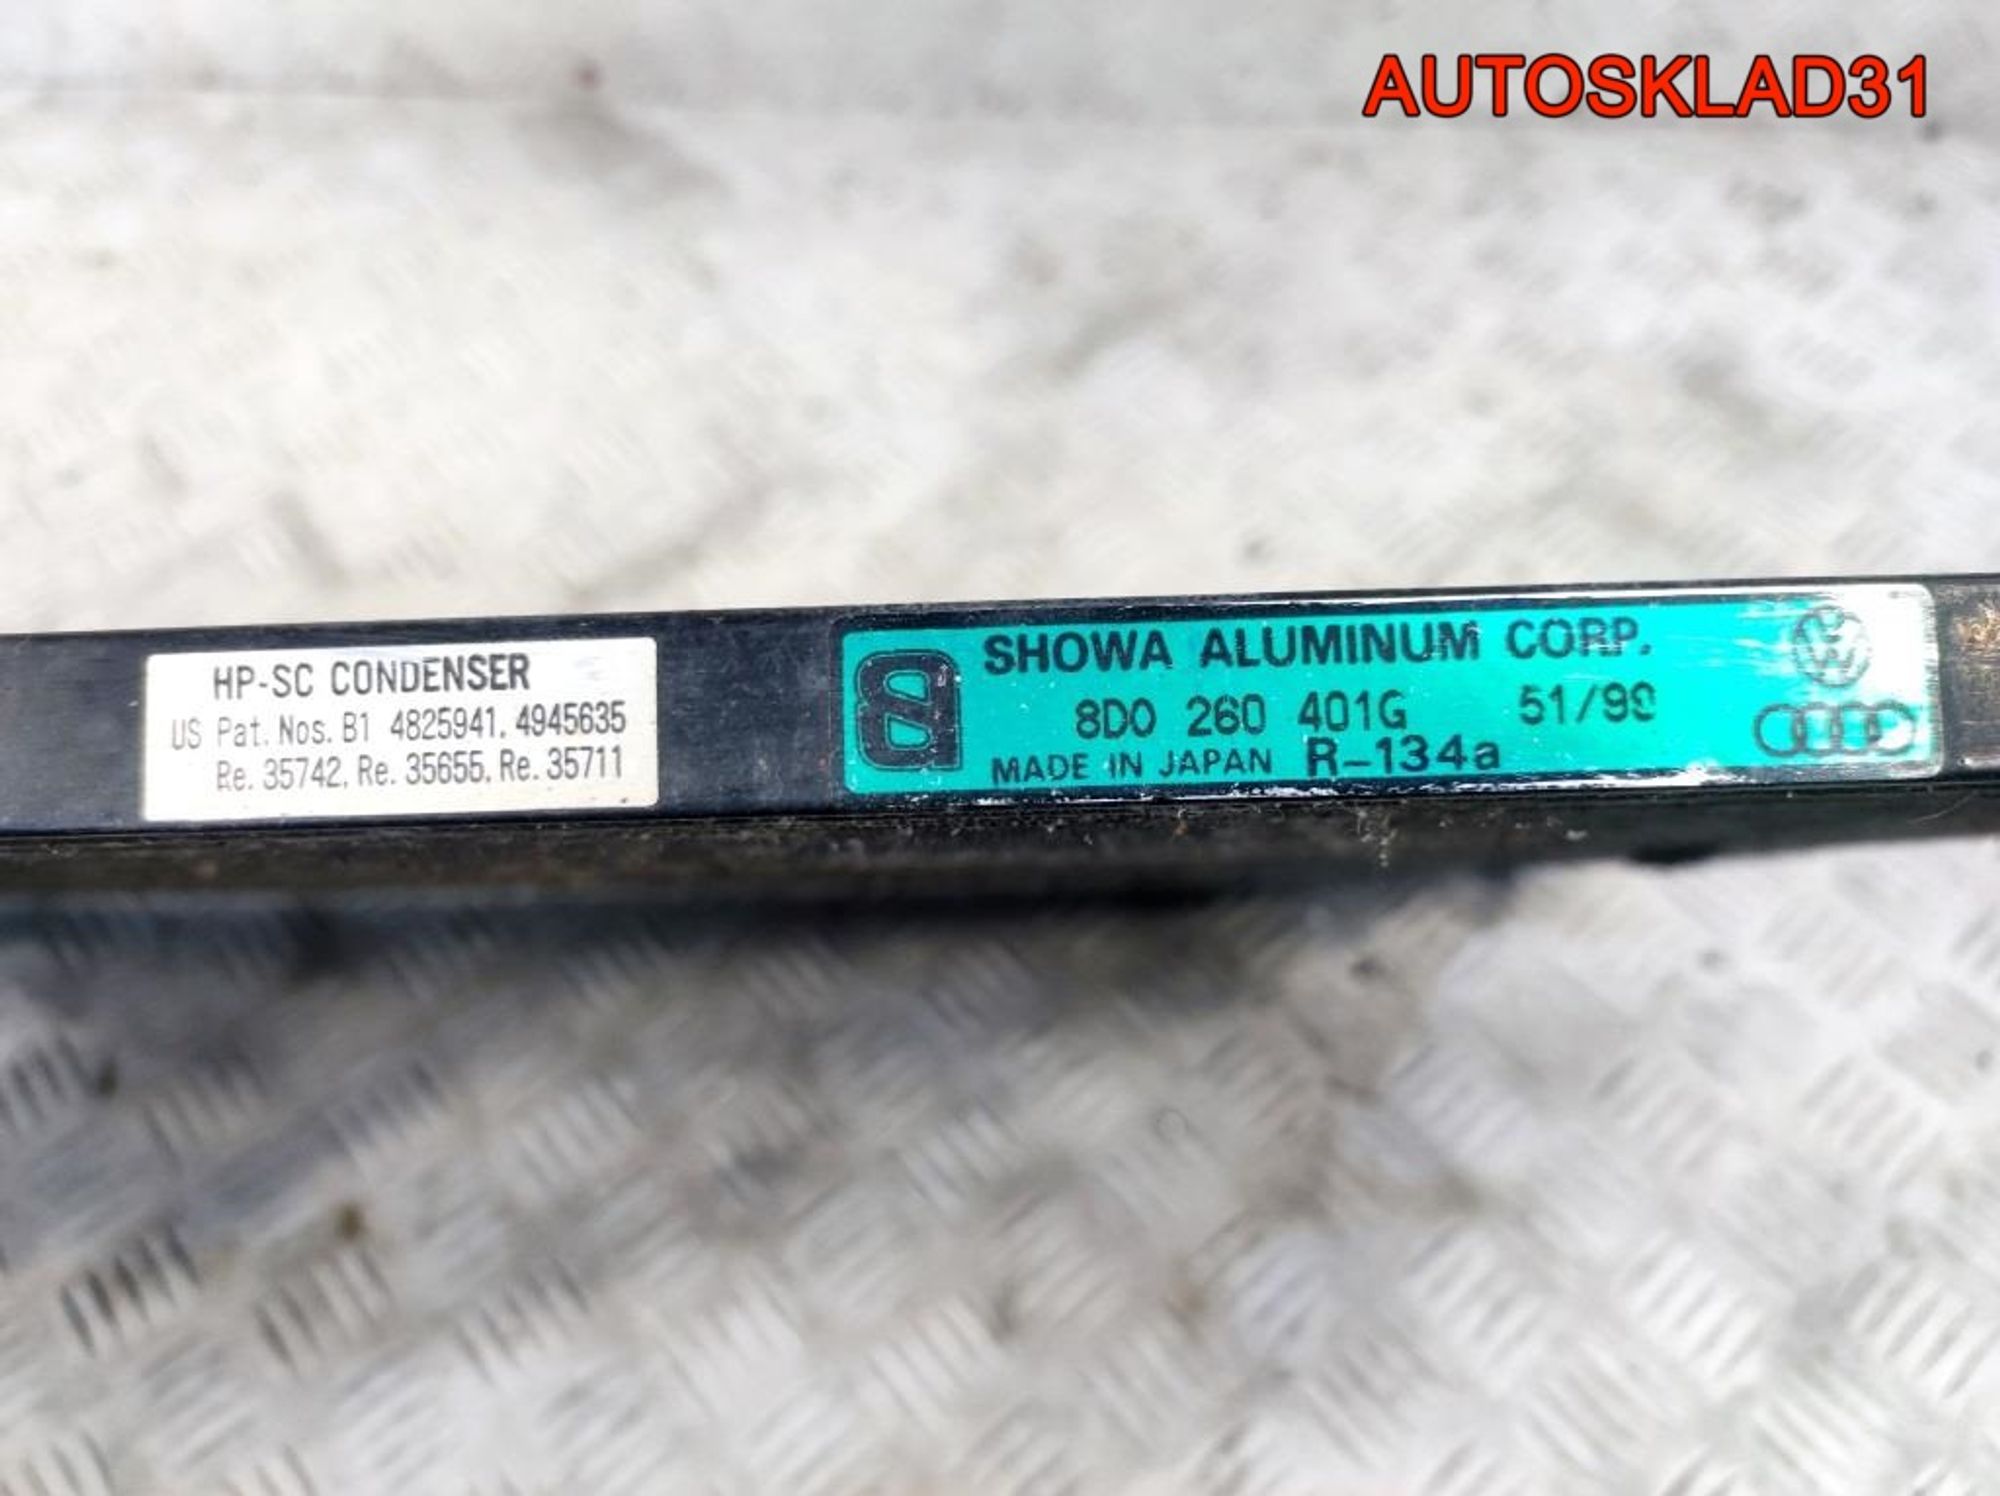 AUTOSKLAD31
HP-SC CONDENSER
US Pat. Nos. B1 4825941, 4945635
Re. 35742, Re. 35655, Re. 35711
SHOWA ALUMINUM CORP.
8D0 260 401G 51/99
MADE IN JAPAN R-134a